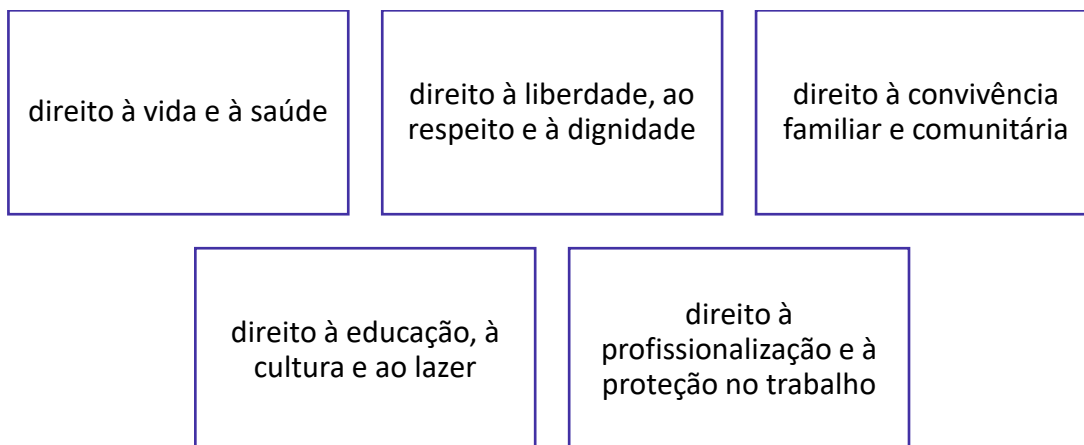 direito à vida e à saúde
direito à liberdade, ao
respeito e à dignidade
direito à convivência
familiar e comunitária
direito à educação, à
cultura e ao lazer
direito à
profissionalização e à
proteção no trabalho